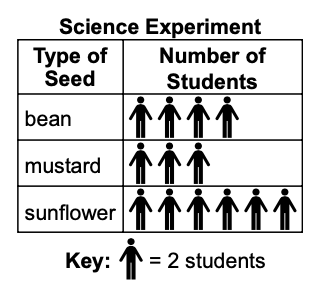 Science Experiment
Type of Seed
Number of Students
bean
mustard
sunflower
Key: = 2 students